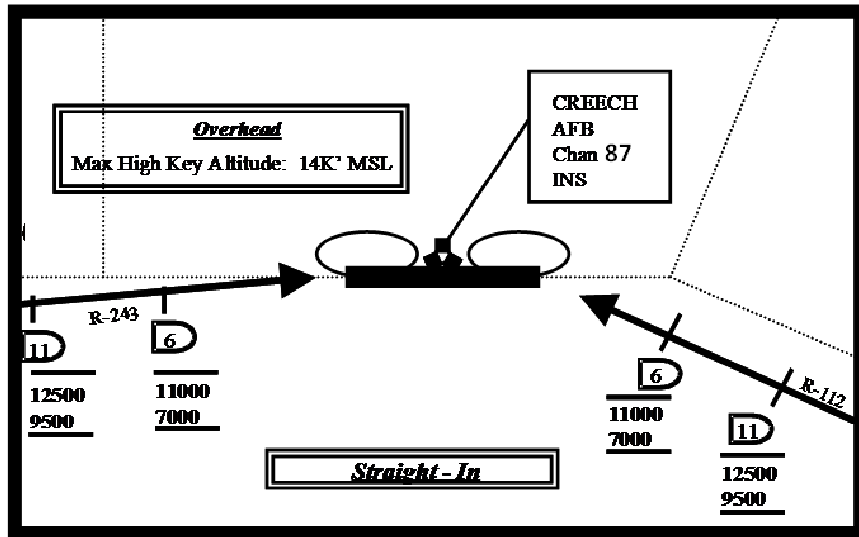 Overhead
Max High Key Altitude: 14K' MSL
CREECH
AFB
Chan 87
INS
R-243
11
12500
9500
6
11000
7000
6
11000
7000
R-112
11
12500
9500
Straight - In